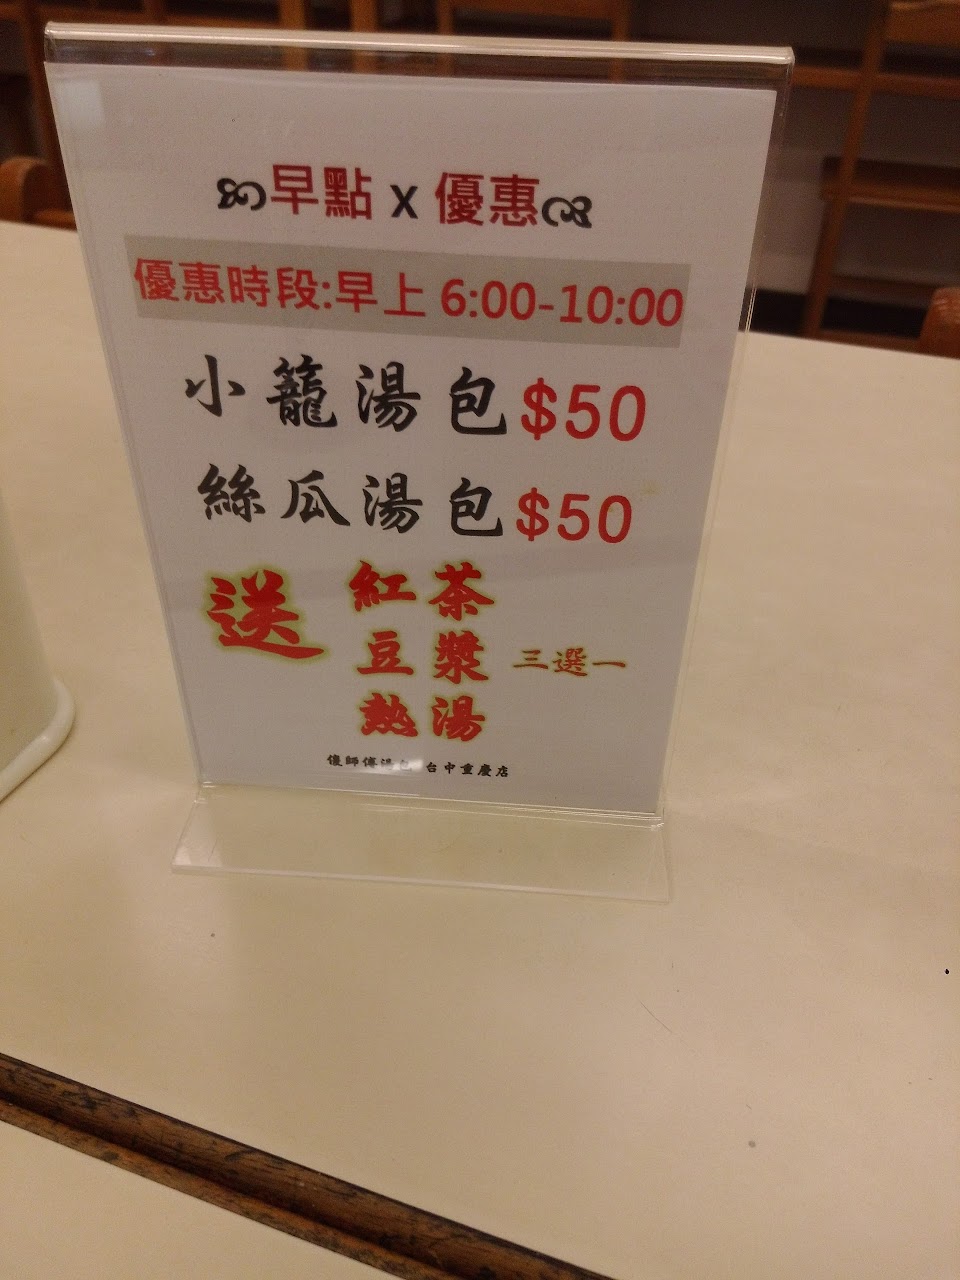 早點 x 優惠
優惠時段:早上 6:00-10:00
小籠湯包$50
絲瓜湯包$50
送
紅茶
豆漿
熱湯
三選一
師傅湯包 台中重慶店